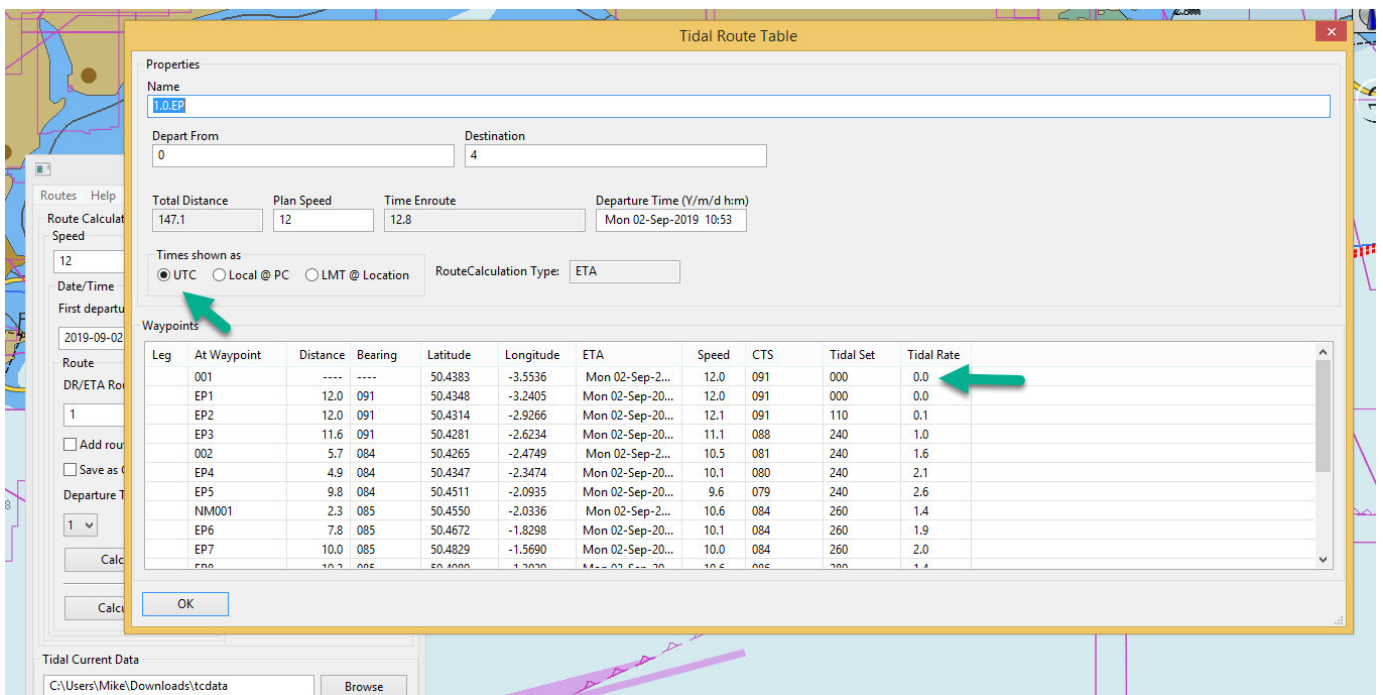 2.5m
Tidal Route Table
Properties
Name
1.0.EP
Depart From Destination
0 4
Total Distance Plan Speed Time Enroute Departure Time (Y/m/d h:m)
147.1 12 12.8 Mon 02-Sep-2019 10:53
Times shown as
UTC Local @ PC LMT @ Location RouteCalculation Type: ETA
Waypoints
Leg At Waypoint Distance Bearing Latitude Longitude ETA Speed CTS Tidal Set Tidal Rate
001 ---- ---- 50.4383 -3.5536 Mon 02-Sep-2... 12.0 091 000 0.0
EP1 12.0 091 50.4348 -3.2405 Mon 02-Sep-20... 12.0 091 000 0.0
EP2 12.0 091 50.4314 -2.9266 Mon 02-Sep-20... 12.1 091 110 0.1
EP3 11.6 091 50.4281 -2.6234 Mon 02-Sep-20... 11.1 088 240 1.0
002 5.7 084 50.4265 -2.4749 Mon 02-Sep-2... 10.5 081 240 1.6
EP4 4.9 084 50.4347 -2.3474 Mon 02-Sep-20... 10.1 080 240 2.1
EP5 9.8 084 50.4511 -2.0935 Mon 02-Sep-20... 9.6 079 240 2.6
NM001 2.3 085 50.4550 -2.0336 Mon 02-Sep-2... 10.6 084 260 1.4
EP6 7.8 085 50.4672 -1.8298 Mon 02-Sep-20... 10.1 084 260 1.9
EP7 10.0 085 50.4829 -1.5690 Mon 02-Sep-20... 10.0 084 260 2.0
OK
Routes Help
Route Calculat
Speed
12
Date/Time
First departu
2019-09-02
Route
DR/ETA Rou
1
Add rou
Save as
Departure T
1
Calc
Calcu
Tidal Current Data
C:\Users\Mike\Downloads\tcdata Browse